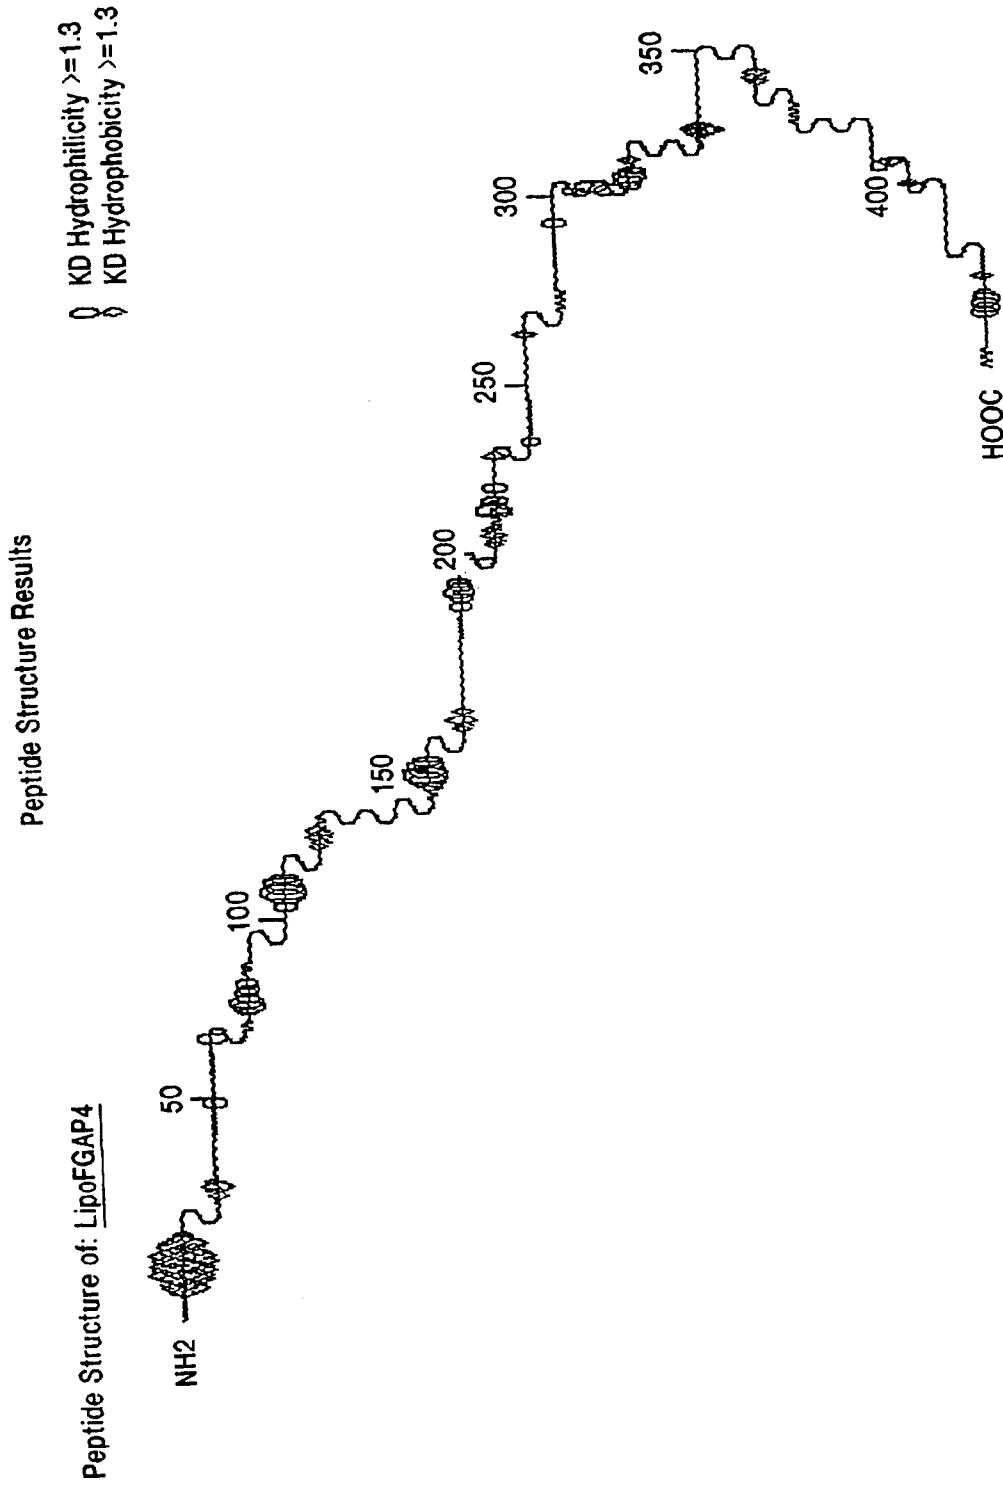 Peptide Structure Results
Peptide Structure of: LipoFGAP4
KD Hydrophilicity >=1.3
KD Hydrophobicity >=1.3
NH2
50
100
150
200
250
300
350
400
HOOC